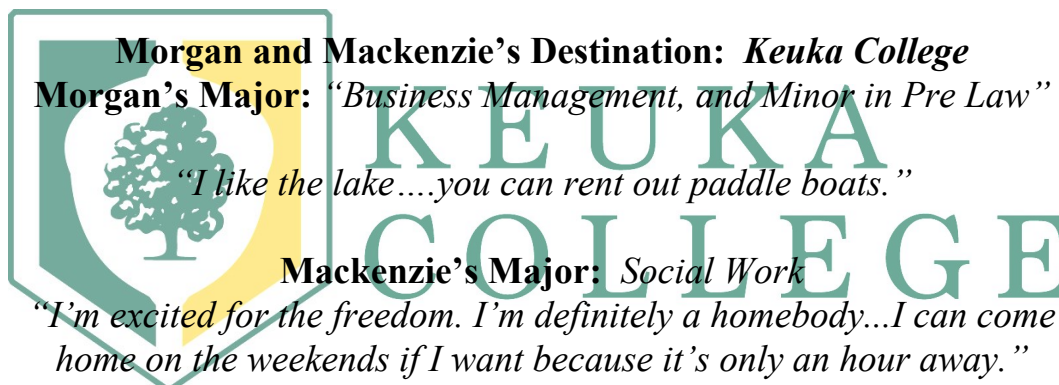 Morgan and Mackenzie’s Destination: Keuka College
Morgan’s Major: “Business Management, and Minor in Pre Law”
KEUKA
“I like the lake….you can rent out paddle boats.”
COLLEGE
Mackenzie’s Major: Social Work
“I’m excited for the freedom. I’m definitely a homebody...I can come
home on the weekends if I want because it’s only an hour away.”